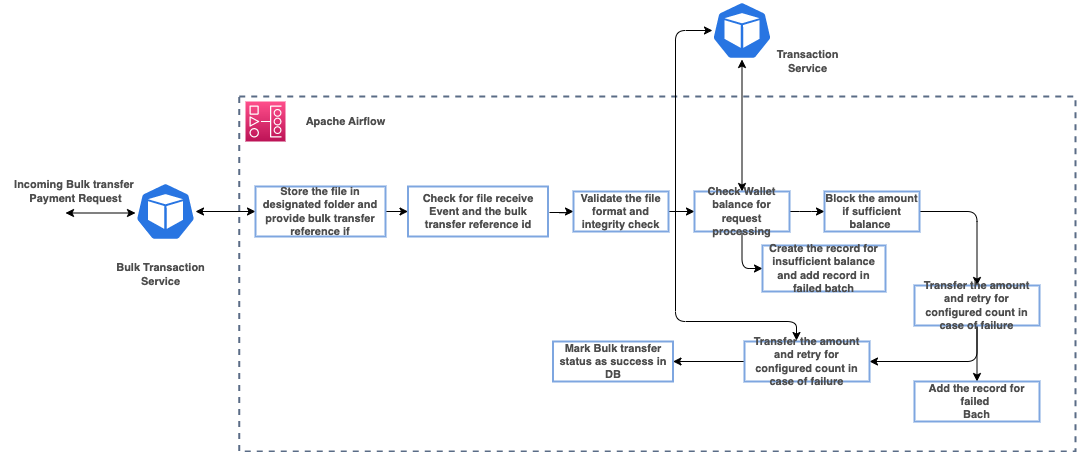 Transaction
Service
Apache Airflow
Incoming Bulk transfer
Payment Request
Bulk Transaction
Service
Store the file in
designated folder and
provide bulk transfer
reference if
Check for file receive
Event and the bulk
transfer reference id
Validate the file
format and
integrity check
Check Wallet
balance for
request
processing
Block the amount
if sufficient
balance
Create the record for
insufficient balance
and add record in
failed batch
Transfer the amount
and retry for
configured count in
case of failure
Mark Bulk transfer
status as success in
DB
Transfer the amount
and retry for
configured count in
case of failure
Add the record for
failed
Bach